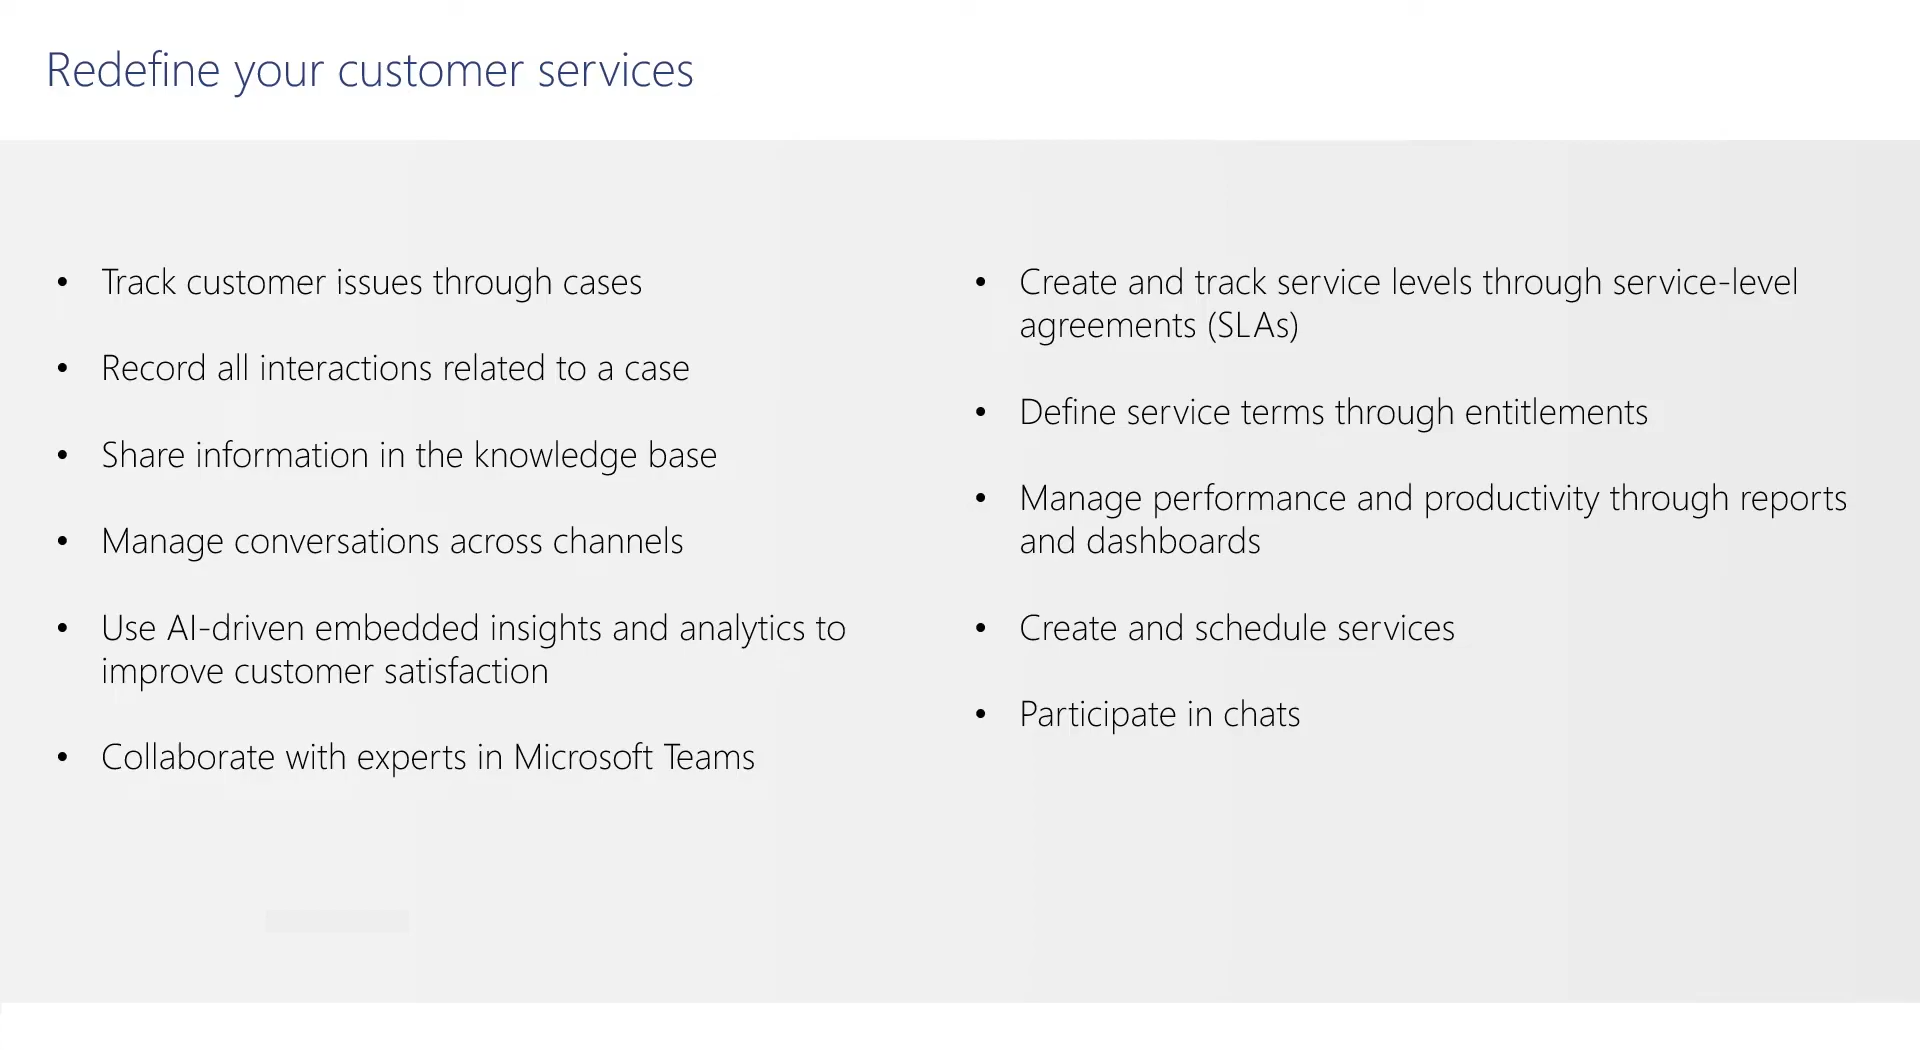 Redefine your customer services
• Track customer issues through cases
• Record all interactions related to a case
• Share information in the knowledge base
• Manage conversations across channels
• Use AI-driven embedded insights and analytics to
improve customer satisfaction
• Collaborate with experts in Microsoft Teams
• Create and track service levels through service-level
agreements (SLAs)
• Define service terms through entitlements
• Manage performance and productivity through reports
and dashboards
• Create and schedule services
• Participate in chats